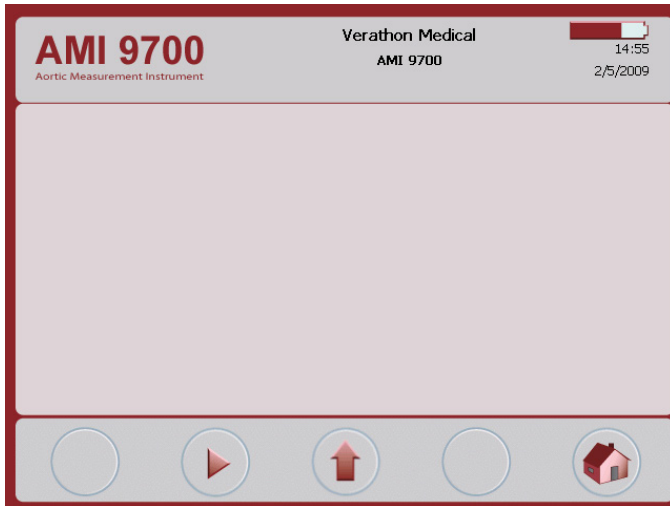 AMI 9700
Aortic Measurement Instrument
Verathon Medical
AMI 9700
14:55
2/5/2009